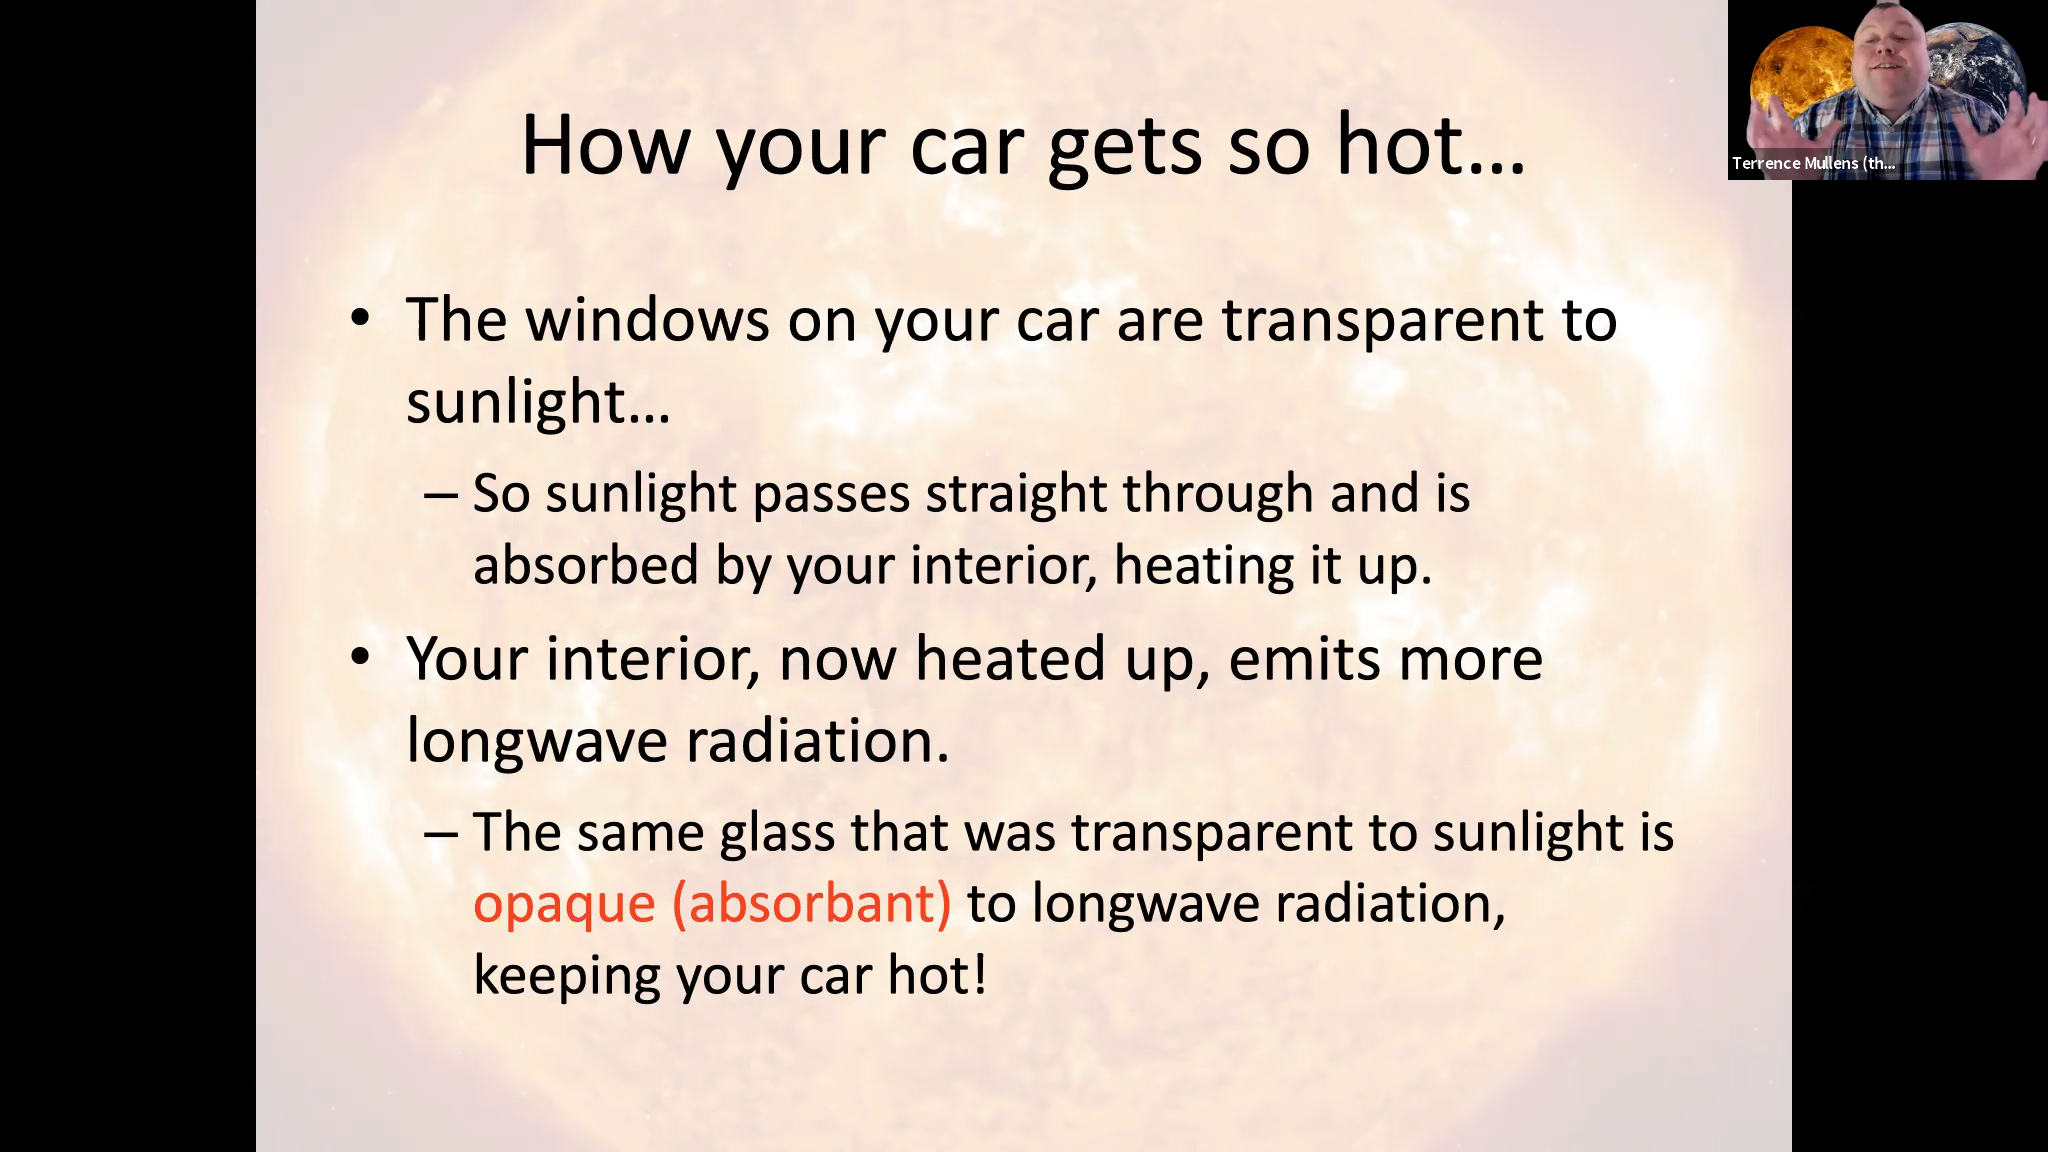 How your car gets so hot...
• The windows on your car are transparent to
sunlight...
– So sunlight passes straight through and is
absorbed by your interior, heating it up.
• Your interior, now heated up, emits more
longwave radiation.
– The same glass that was transparent to sunlight is
opaque (absorbant) to longwave radiation,
keeping your car hot!
Terrence Mullens (th...